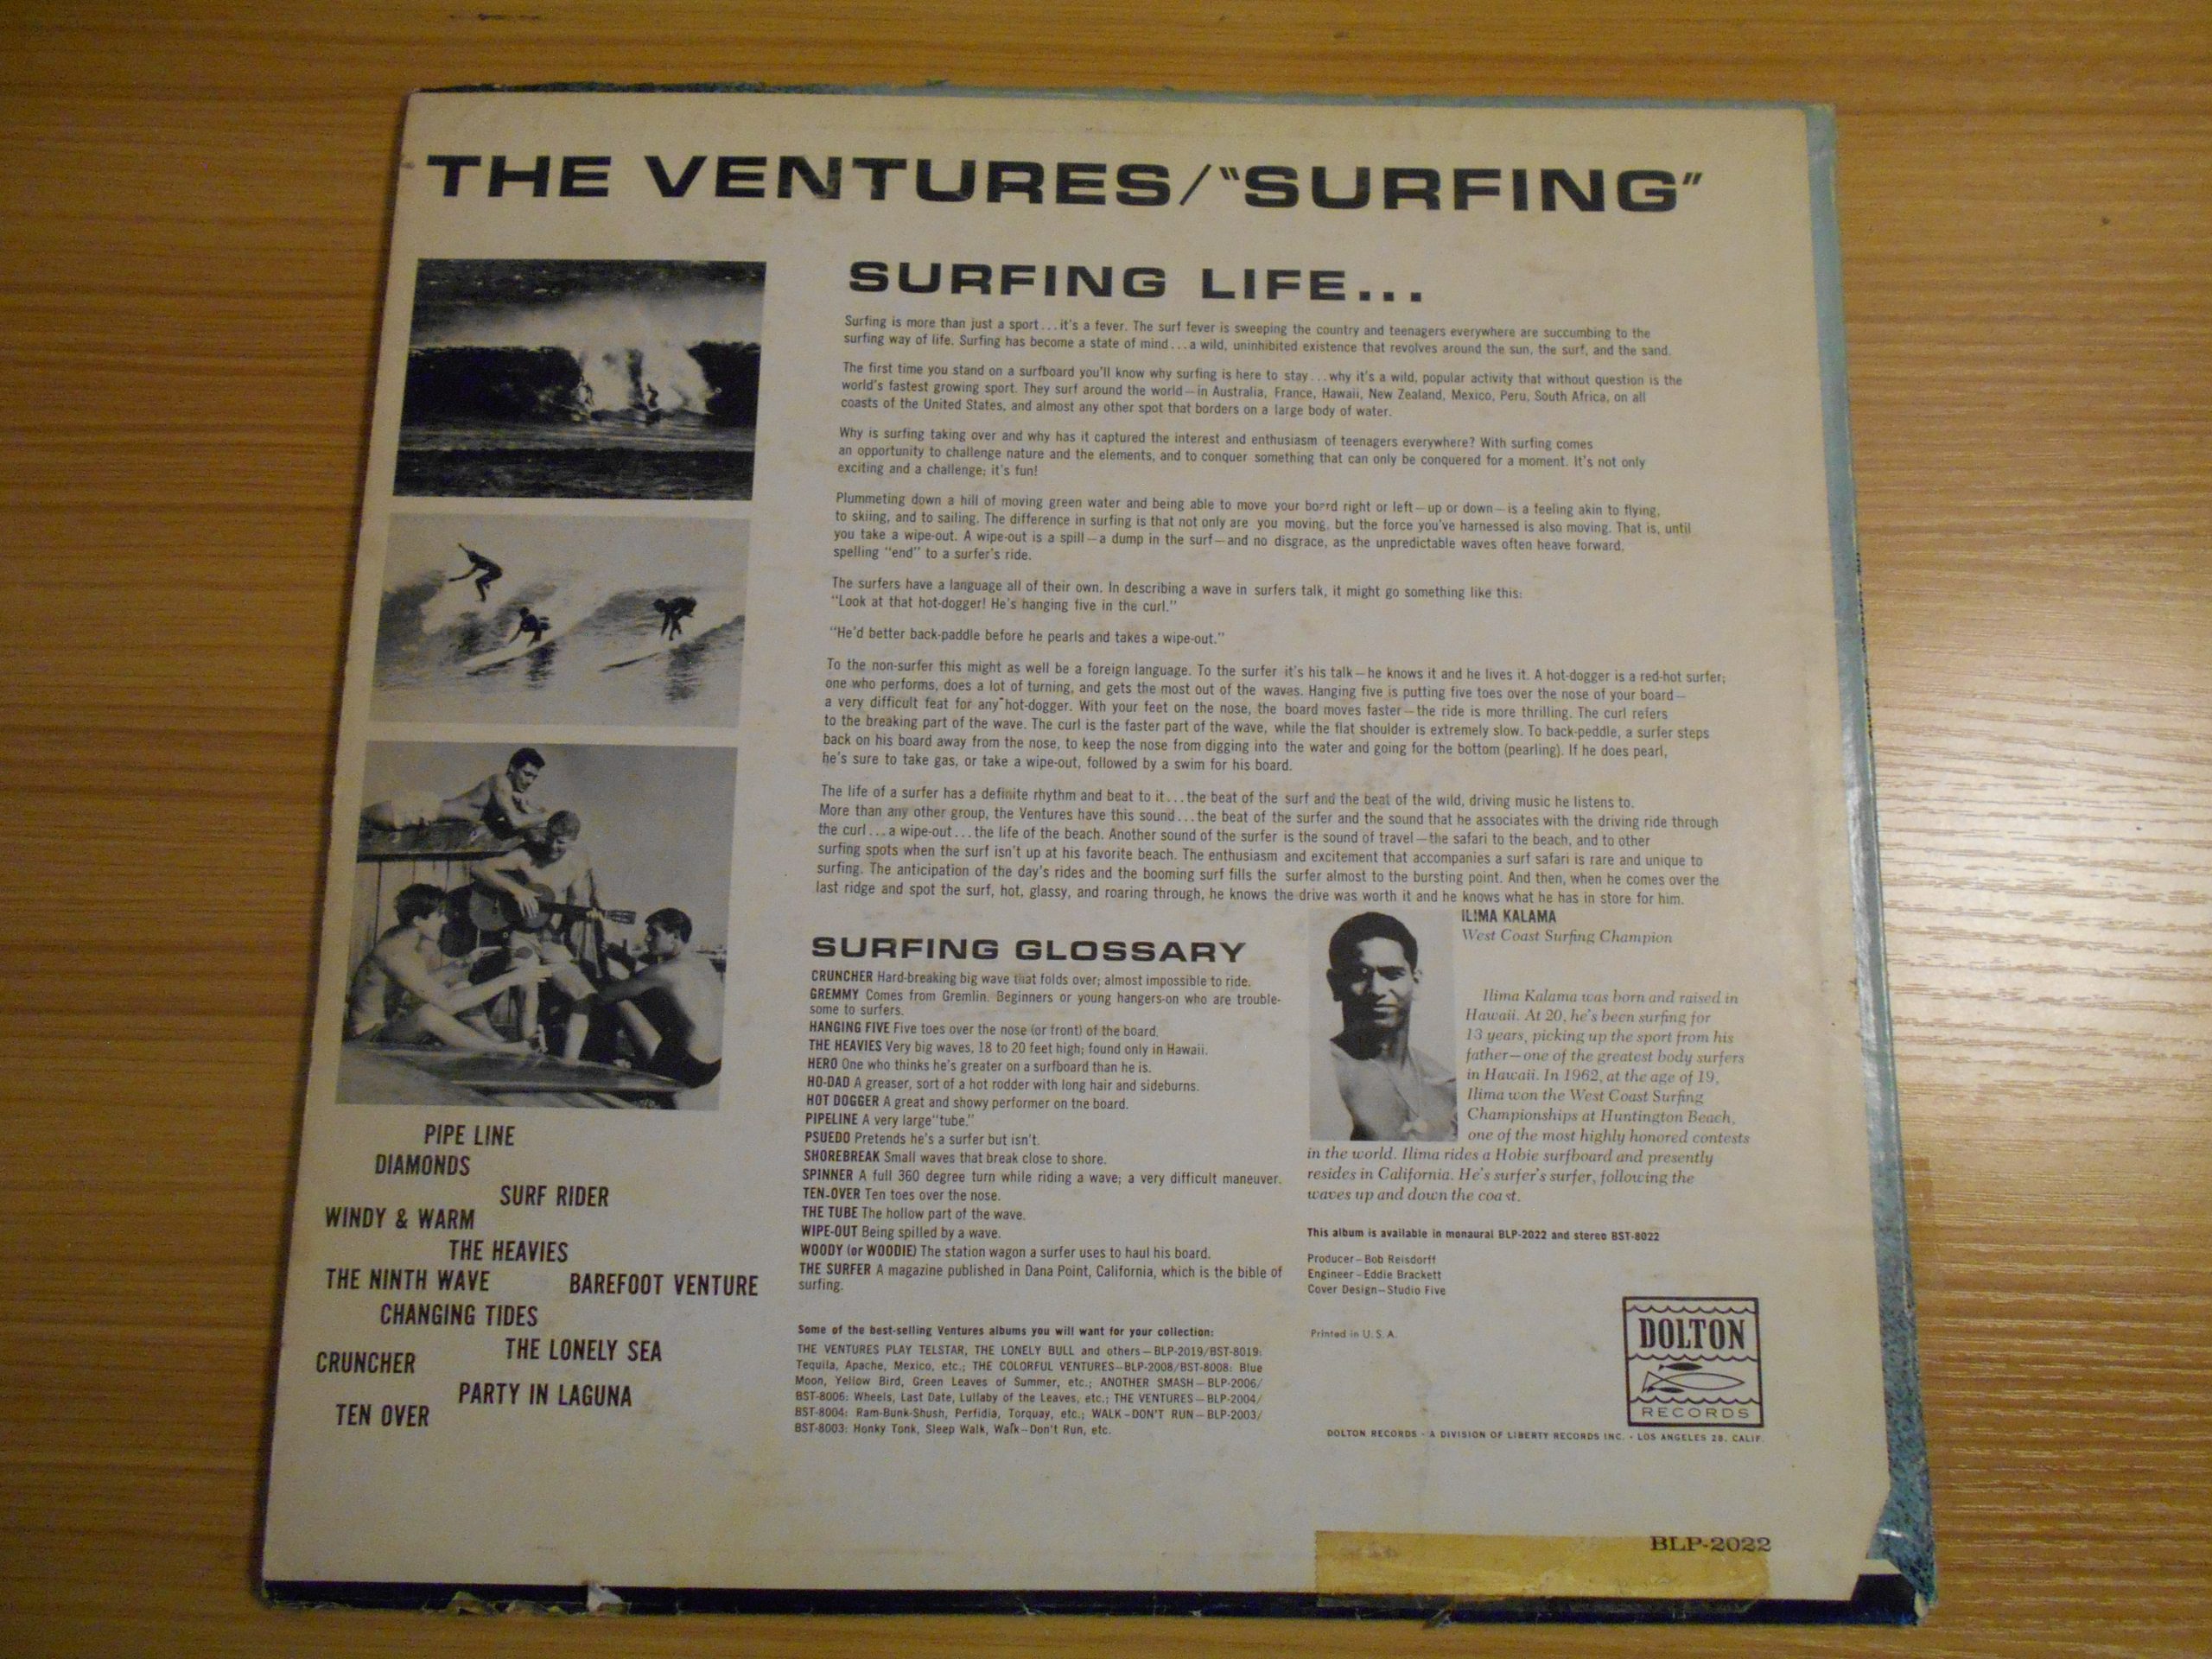 THE VENTURES/"SURFING"
SURFING LIFE...
Surfing is more than just a sport...it's a fever. The surf fever is sweeping the country and teenagers everywhere are succumbing to the
surfing way of life. Surfing has become a state of mind...a wild, uninhibited existence that revolves around the sun, the surf, and the sand.
The first time you stand on a surfboard you'll know why surfing is here to stay...why it's a wild, popular activity that without question is the
world's fastest growing sport. They surf around the world—in Australia, France, Hawaii, New Zealand, Mexico, Peru, South Africa, on all
coasts of the United States, and almost any other spot that borders on a large body of water.
Why is surfing taking over and why has it captured the interest and enthusiasm of teenagers everywhere? With surfing comes
an opportunity to challenge nature and the elements, and to conquer something that can only be conquered for a moment. It's not only
exciting and a challenge; it's fun!
Plummeting down a hill of moving green water and being able to move your board right or left—up or down—is a feeling akin to flying,
to skiing, and to sailing. The difference in surfing is that not only are you moving, but the force you've harnessed is also moving. That is, until
you take a wipe-out. A wipe-out is a spill—a dump in the surf—and no disgrace, as the unpredictable waves often heave forward,
spelling "end" to a surfer's ride.
The surfers have a language all of their own. In describing a wave in surfers talk, it might go something like this:
"Look at that hot-dogger! He's hanging five in the curl."
"He'd better back-paddle before he pearls and takes a wipe-out."
To the non-surfer this might as well be a foreign language. To the surfer it's his talk—he knows it and he lives it. A hot-dogger is a red-hot surfer;
one who performs, does a lot of turning, and gets the most out of the waves. Hanging five is putting five toes over the nose of your board—
a very difficult feat for any hot-dogger. With your feet on the nose, the board moves faster—the ride is more thrilling. The curl refers
to the breaking part of the wave. The curl is the faster part of the wave, while the flat shoulder is extremely slow. To back-peddle, a surfer steps
back on his board away from the nose, to keep the nose from digging into the water and going for the bottom (pearling). If he does pearl,
he's sure to take gas, or take a wipe-out, followed by a swim for his board.
The life of a surfer has a definite rhythm and beat to it...the beat of the surf and the beat of the wild, driving music he listens to.
More than any other group, the Ventures have this sound...the beat of the surfer and the sound that he associates with the driving ride through
the curl...a wipe-out...the life of the beach. Another sound of the surfer is the sound of travel—the safari to the beach, and to other
surfing spots when the surf isn't up at his favorite beach. The enthusiasm and excitement that accompanies a surf safari is rare and unique to
surfing. The anticipation of the day's rides and the booming surf fills the surfer almost to the bursting point. And then, when he comes over the
last ridge and spot the surf, hot, glassy, and roaring through, he knows the drive was worth it and he knows what he has in store for him.
PIPE LINE
DIAMONDS
SURF RIDER
WINDY & WARM
THE HEAVIES
THE NINTH WAVE
BAREFOOT VENTURE
CHANGING TIDES
THE LONELY SEA
CRUNCHER
PARTY IN LAGUNA
TEN OVER
SURFING GLOSSARY
CRUNCHER Hard-breaking big wave that folds over; almost impossible to ride.
GREMMY Comes from Gremlin. Beginners or young hangers-on who are trouble-
some to surfers.
HANGING FIVE Five toes over the nose (or front) of the board.
THE HEAVIES Very big waves, 18 to 20 feet high; found only in Hawaii.
HERO One who thinks he's greater on a surfboard than he is.
HO-DAD A greaser, sort of a hot rodder with long hair and sideburns.
HOT DOGGER A great and showy performer on the board.
PIPELINE A very large "tube."
PSUEDO Pretends he's a surfer but isn't.
SHOREBREAK Small waves that break close to shore.
SPINNER A full 360 degree turn while riding a wave; a very difficult maneuver.
TEN-OVER Ten toes over the nose.
THE TUBE The hollow part of the wave.
WIPE-OUT Being spilled by a wave.
WOODY (or WOODIE) The station wagon a surfer uses to haul his board.
THE SURFER A magazine published in Dana Point, California, which is the bible of
surfing.
Some of the best-selling Ventures albums you will want for your collection:
THE VENTURES PLAY TELSTAR, THE LONELY BULL and others—BLP-2019/BST-8019:
Tequila, Apache, Mexico, etc.; THE COLORFUL VENTURES—BLP-2008/BST-8008: Blue
Moon, Yellow Bird, Green Leaves of Summer, etc.; ANOTHER SMASH—BLP-2006/
BST-8006: Wheels, Last Date, Lullaby of the Leaves, etc.; THE VENTURES—BLP-2004/
BST-8004: Ram-Bunk-Shush, Perfidia, Torquay, etc.; WALK-DON'T RUN—BLP-2003/
BST-8003: Honky Tonk, Sleep Walk, Walk-Don't Run, etc.
ILIMA KALAMA
West Coast Surfing Champion
Ilima Kalama was born and raised in
Hawaii. At 20, he's been surfing for
13 years, picking up the sport from his
father—one of the greatest body surfers
in Hawaii. In 1962, at the age of 19,
Ilima won the West Coast Surfing
Championships at Huntington Beach,
one of the most highly honored contests
in the world. Ilima rides a Hobie surfboard and presently
resides in California. He's surfer's surfer, following the
waves up and down the coast.
This album is available in monaural BLP-2022 and stereo BST-8022
Producer—Bob Reisdorff
Engineer—Eddie Brackett
Cover Design—Studio Five
Printed in U.S.A.
DOLTON
RECORDS
DOLTON RECORDS - A DIVISION OF LIBERTY RECORDS INC. • LOS ANGELES 28, CALIF.
BLP-2022